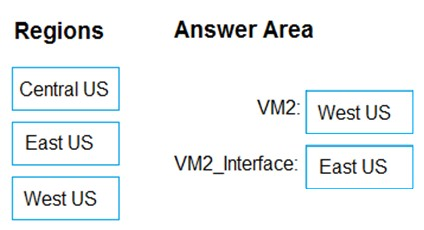 Regions
Answer Area
Central US
East US
West US
VM2: West US
VM2_Interface: East US